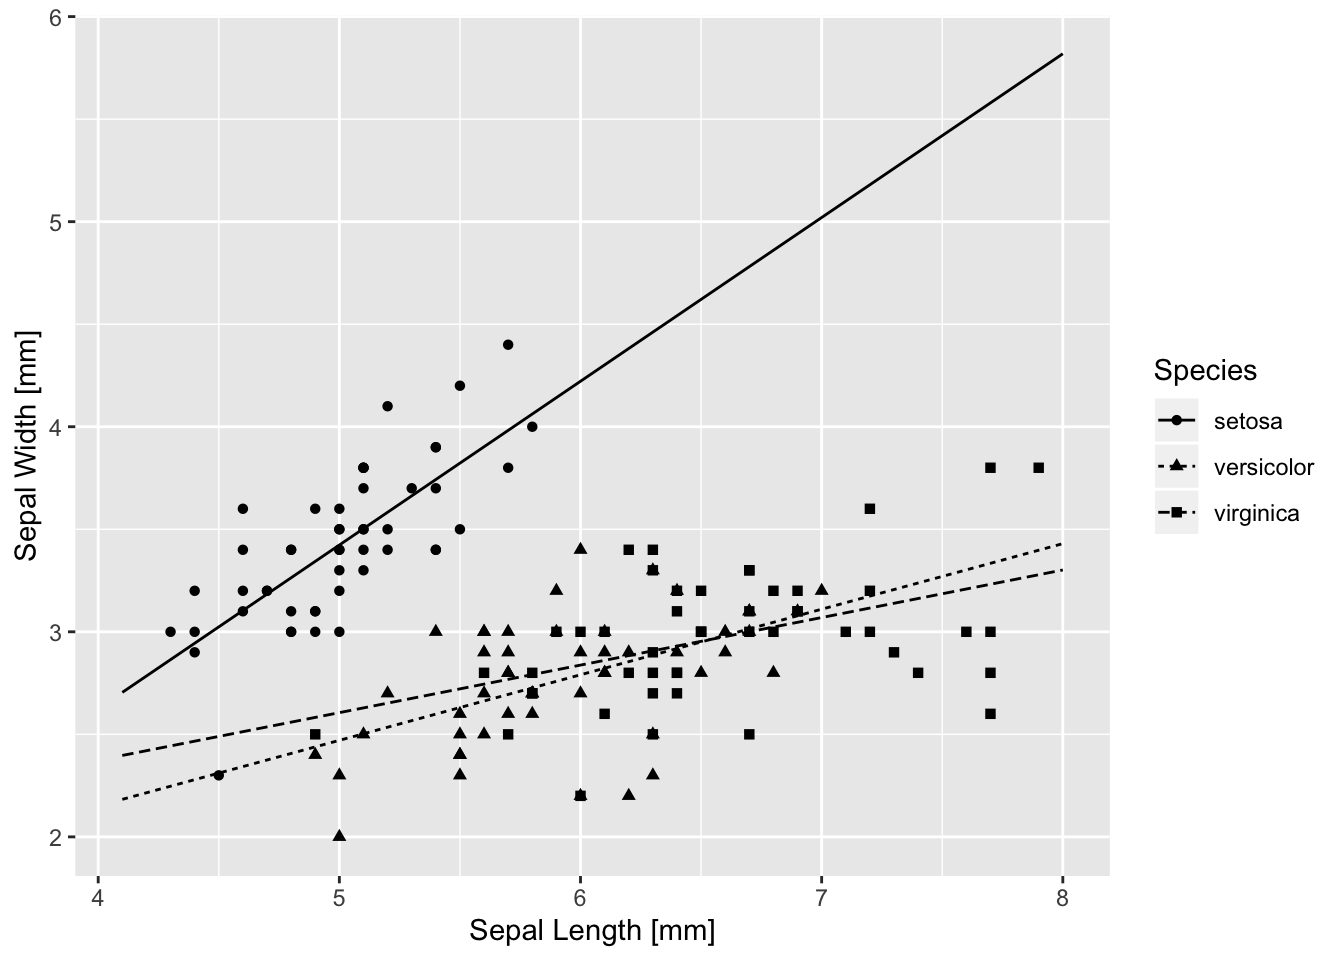 6
5
4
3
2
4 5 6 7 8
Sepal Width [mm]
Sepal Length [mm]
Species
setosa
versicolor
virginica